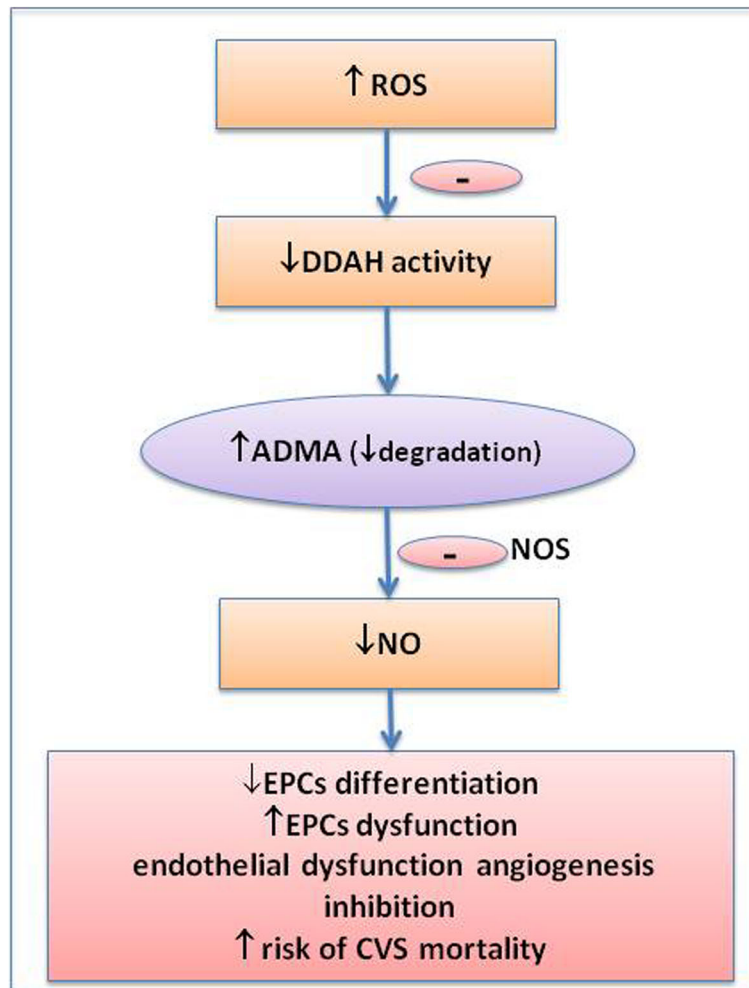 ↑ ROS
-
↓DDAH activity
↑ADMA (↓degradation)
- NOS
↓NO
↓EPCs differentiation
↑EPCs dysfunction
endothelial dysfunction angiogenesis
inhibition
↑ risk of CVS mortality